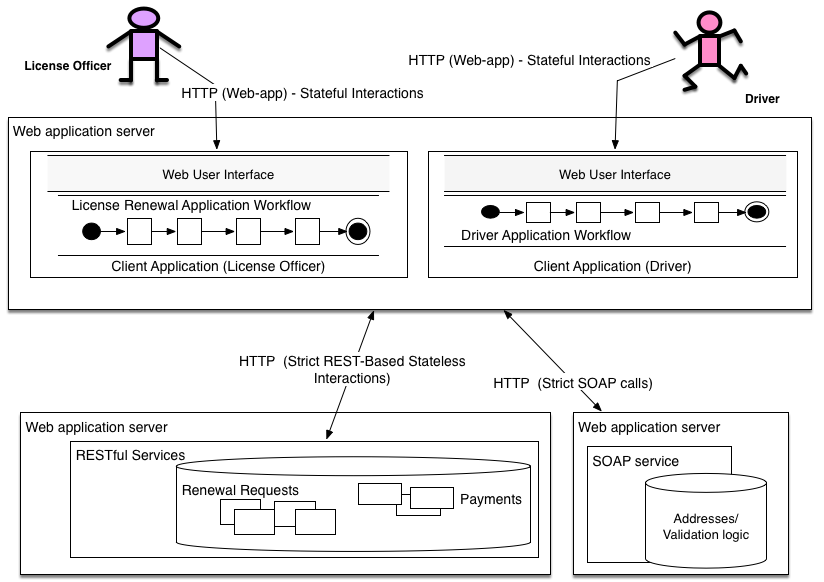 License Officer
HTTP (Web-app) - Stateful Interactions
HTTP (Web-app) - Stateful Interactions
Driver
Web application server
Web User Interface
License Renewal Application Workflow
Client Application (License Officer)
Web User Interface
Driver Application Workflow
Client Application (Driver)
HTTP (Strict REST-Based Stateless
Interactions)
HTTP (Strict SOAP calls)
Web application server
RESTful Services
Renewal Requests
Payments
Web application server
SOAP service
Addresses/
Validation logic